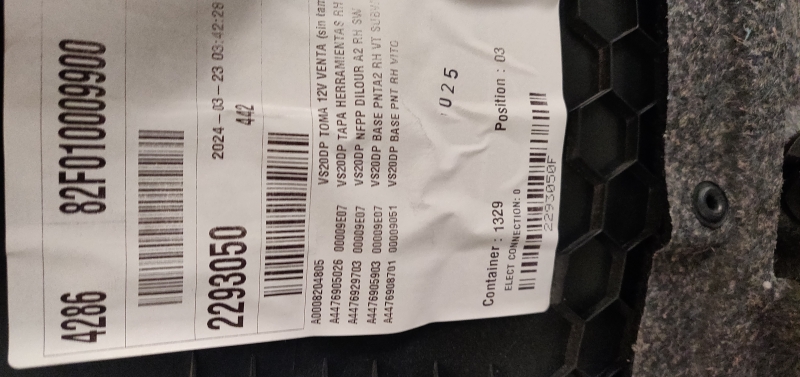 4286 82F010009900
2293050 2024-03-23 03:42:28
442
A0008204805 VS20DP TOMA 12V VENTA (sin
A4476905026 00009E07 VS20DP TAPA HERRAMIENTAS RH
A4476929703 00009E07 VS20DP NFPP DILOUR A2 RH SW
A4476905903 00009E07 VS20DP BASE PNTA2 RH VT
A4476908701 00009051 VS20DP BASE PNT RH VITO
025
Container : 1329 Position : 03
ELECT CONNECTION: 0
2293050F